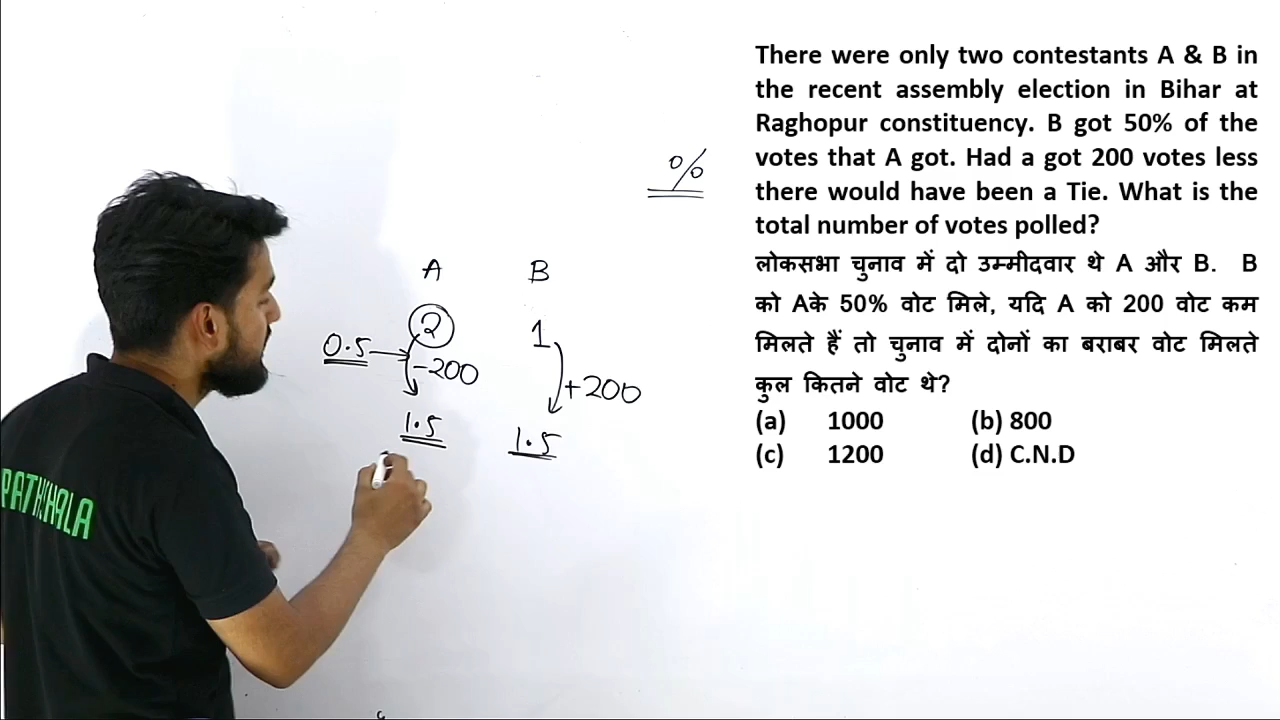 There were only two contestants A & B in
the recent assembly election in Bihar at
Raghopur constituency. B got 50% of the
votes that A got. Had a got 200 votes less
there would have been a Tie. What is the
total number of votes polled?
लोकसभा चुनाव में दो उम्मीदवार थे A और B. B
को Aके 50% वोट मिले, यदि A को 200 वोट कम
मिलते हैं तो चुनाव में दोनों का बराबर वोट मिलते
कुल कितने वोट थे?
(a) 1000 (b) 800
(c) 1200 (d) C.N.D
%
A B
2 1
0.5 -200 +200
1.5 1.5